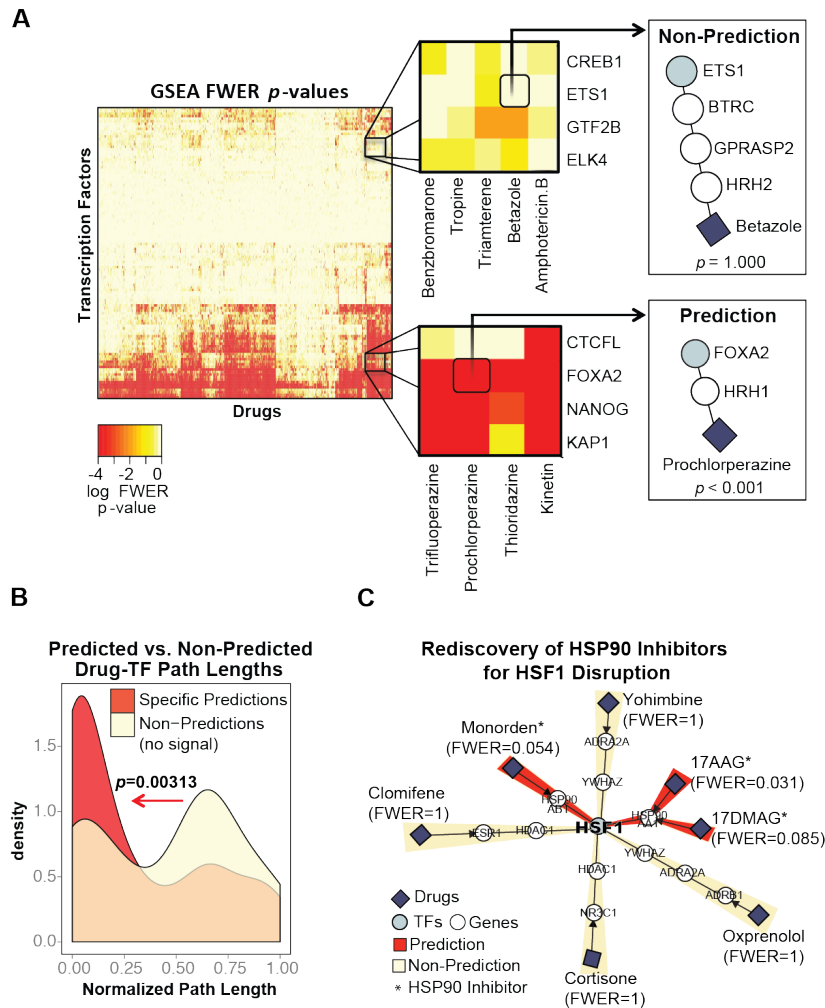 A
GSEA FWER p-values
Transcription Factors
Drugs
-4 -2 0
log FWER
p-value
CREB1
ETS1
GTF2B
ELK4
Benzbromarone
Tropine
Triamterene
Betazole
Amphotericin.B
Non-Prediction
ETS1
BTRC
GPRASP2
HRH2
Betazole
p = 1.000
CTCFL
FOXA2
NANOG
KAP1
Trifluoperazine
Prochlorperazine
Thioridazine
Kinetin
Prediction
FOXA2
HRH1
Prochlorperazine
p < 0.001
B
Predicted vs. Non-Predicted
Drug-TF Path Lengths
Specific Predictions
Non−Predictions
(no signal)
p=0.00313
density
1.5
1.0
0.5
0.0
0.00 0.25 0.50 0.75 1.00
Normalized Path Length
C
Rediscovery of HSP90 Inhibitors
for HSF1 Disruption
Yohimbine
(FWER=1)
Monorden*
(FWER=0.054)
ADRA2A
17AAG*
(FWER=0.031)
YWHAZ
HSP90
AB1
Clomifene
(FWER=1)
HSP90
AA1
17DMAG*
(FWER=0.085)
ESR1
HDAC1
HSF1
YWHAZ
HDAC1
ADRA2A
ADRB1
NR3C1
Oxprenolol
(FWER=1)
Cortisone
(FWER=1)
Drugs
TFs Genes
Prediction
Non-Prediction
* HSP90 Inhibitor